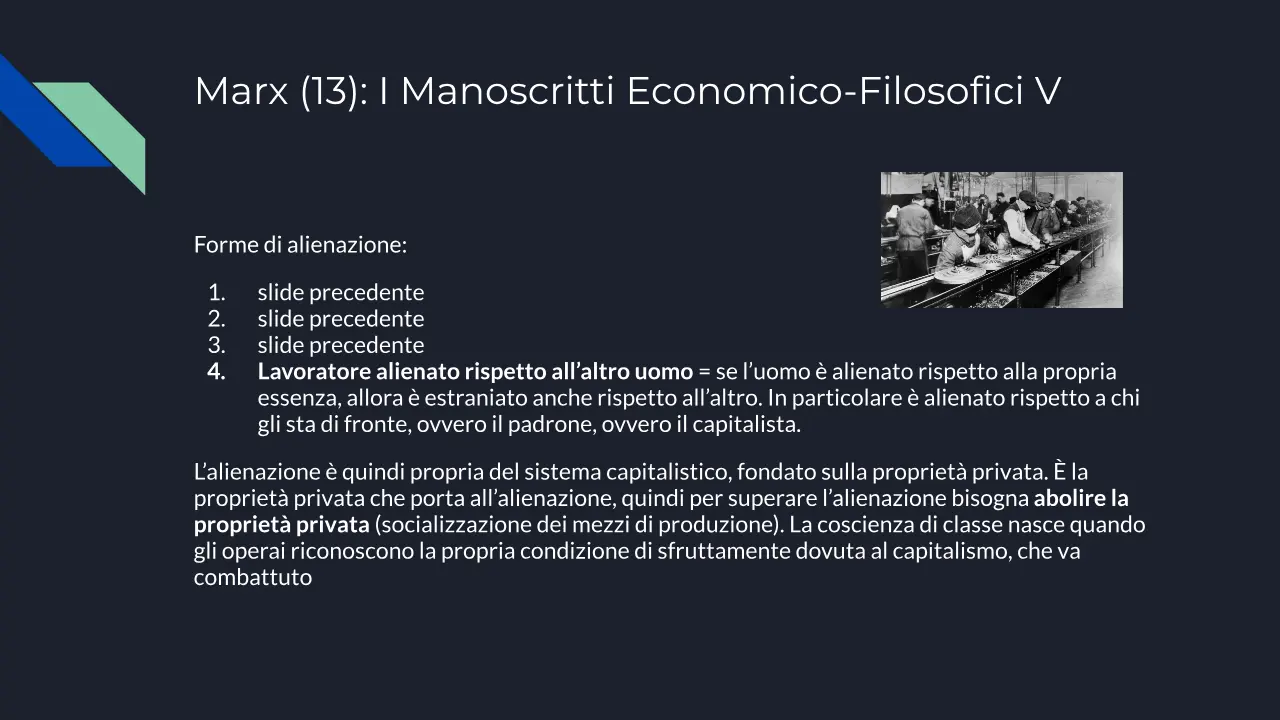 Marx (13): I Manoscritti Economico-Filosofici V
Forme di alienazione:
1. slide precedente
2. slide precedente
3. slide precedente
4. Lavoratore alienato rispetto all’altro uomo = se l’uomo è alienato rispetto alla propria
essenza, allora è estraniato anche rispetto all’altro. In particolare è alienato rispetto a chi
gli sta di fronte, ovvero il padrone, ovvero il capitalista.
L’alienazione è quindi propria del sistema capitalistico, fondato sulla proprietà privata. È la
proprietà privata che porta all’alienazione, quindi per superare l’alienazione bisogna abolire la
proprietà privata (socializzazione dei mezzi di produzione). La coscienza di classe nasce quando
gli operai riconoscono la propria condizione di sfruttamente dovuta al capitalismo, che va
combattuto